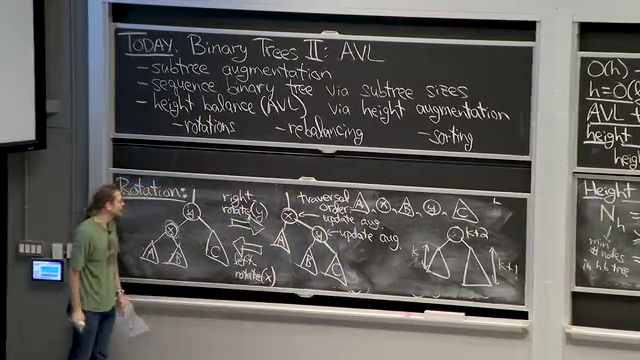 TODAY: Binary Trees II: AVL
- subtree augmentation
- sequence binary tree via subtree sizes
- height balance (AVL) via height augmentation
- rotations - rebalancing - sorting
Rotation:
right
rotate(y)
left
rotate(x)
y
x
A
B
C
x
y
A
B
C
traversal
order: A, x, B, y, C
update aug.
update aug.
k+2
k
k+1
O(h)
h=O(
AVL
height
heig
Height
N h
min
# nodes
in h b tree